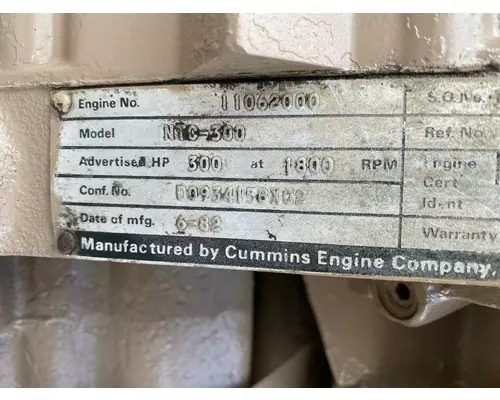 Engine No. 11062000 S.O.No.
Model NTC-300 Ref. No.
Advertised HP 300 at 1800 RPM Engine
Conf. No. D093415BX02 Cert
Ident
Date of mfg. 6-82 Warranty
Manufactured by Cummins Engine Company,